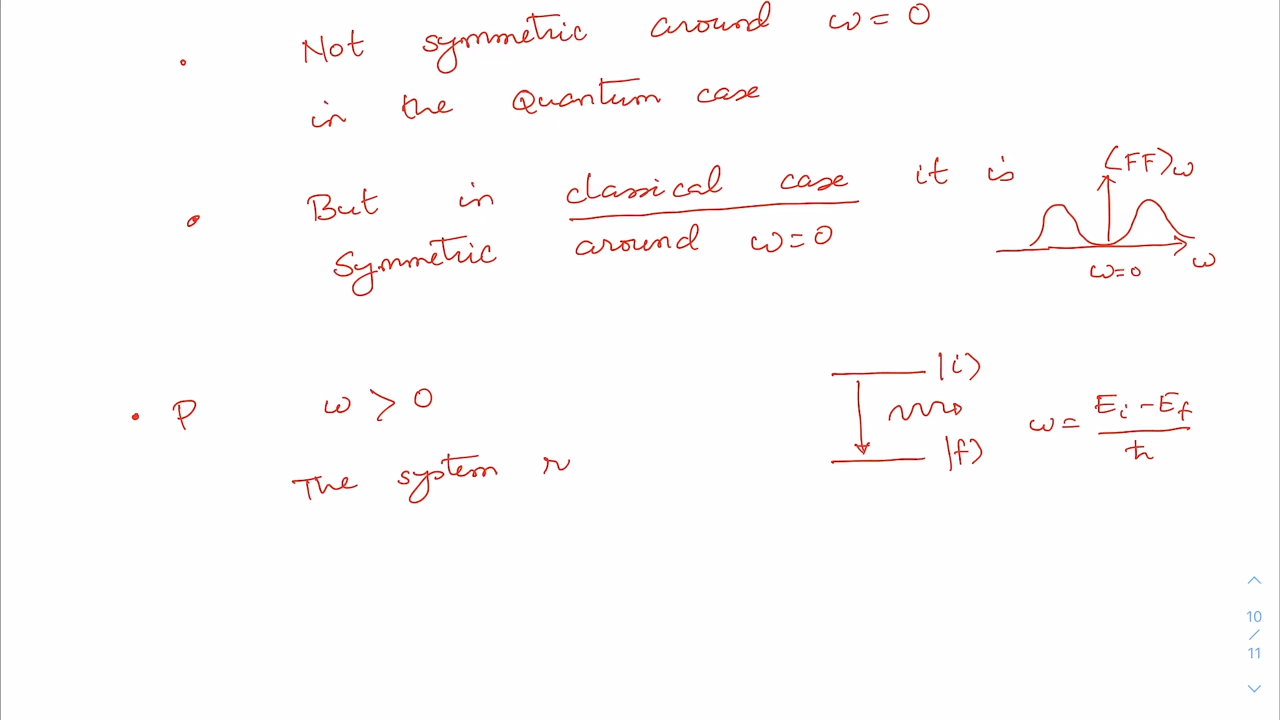 Not symmetric around ω = 0
in the Quantum case
But in classical case it is
symmetric around ω=0
⟨FF⟩ω
ω=0
ω
P ω > 0
|i⟩
|f⟩
ω = (Ei - Ef)/ħ
The system r
10
/
11